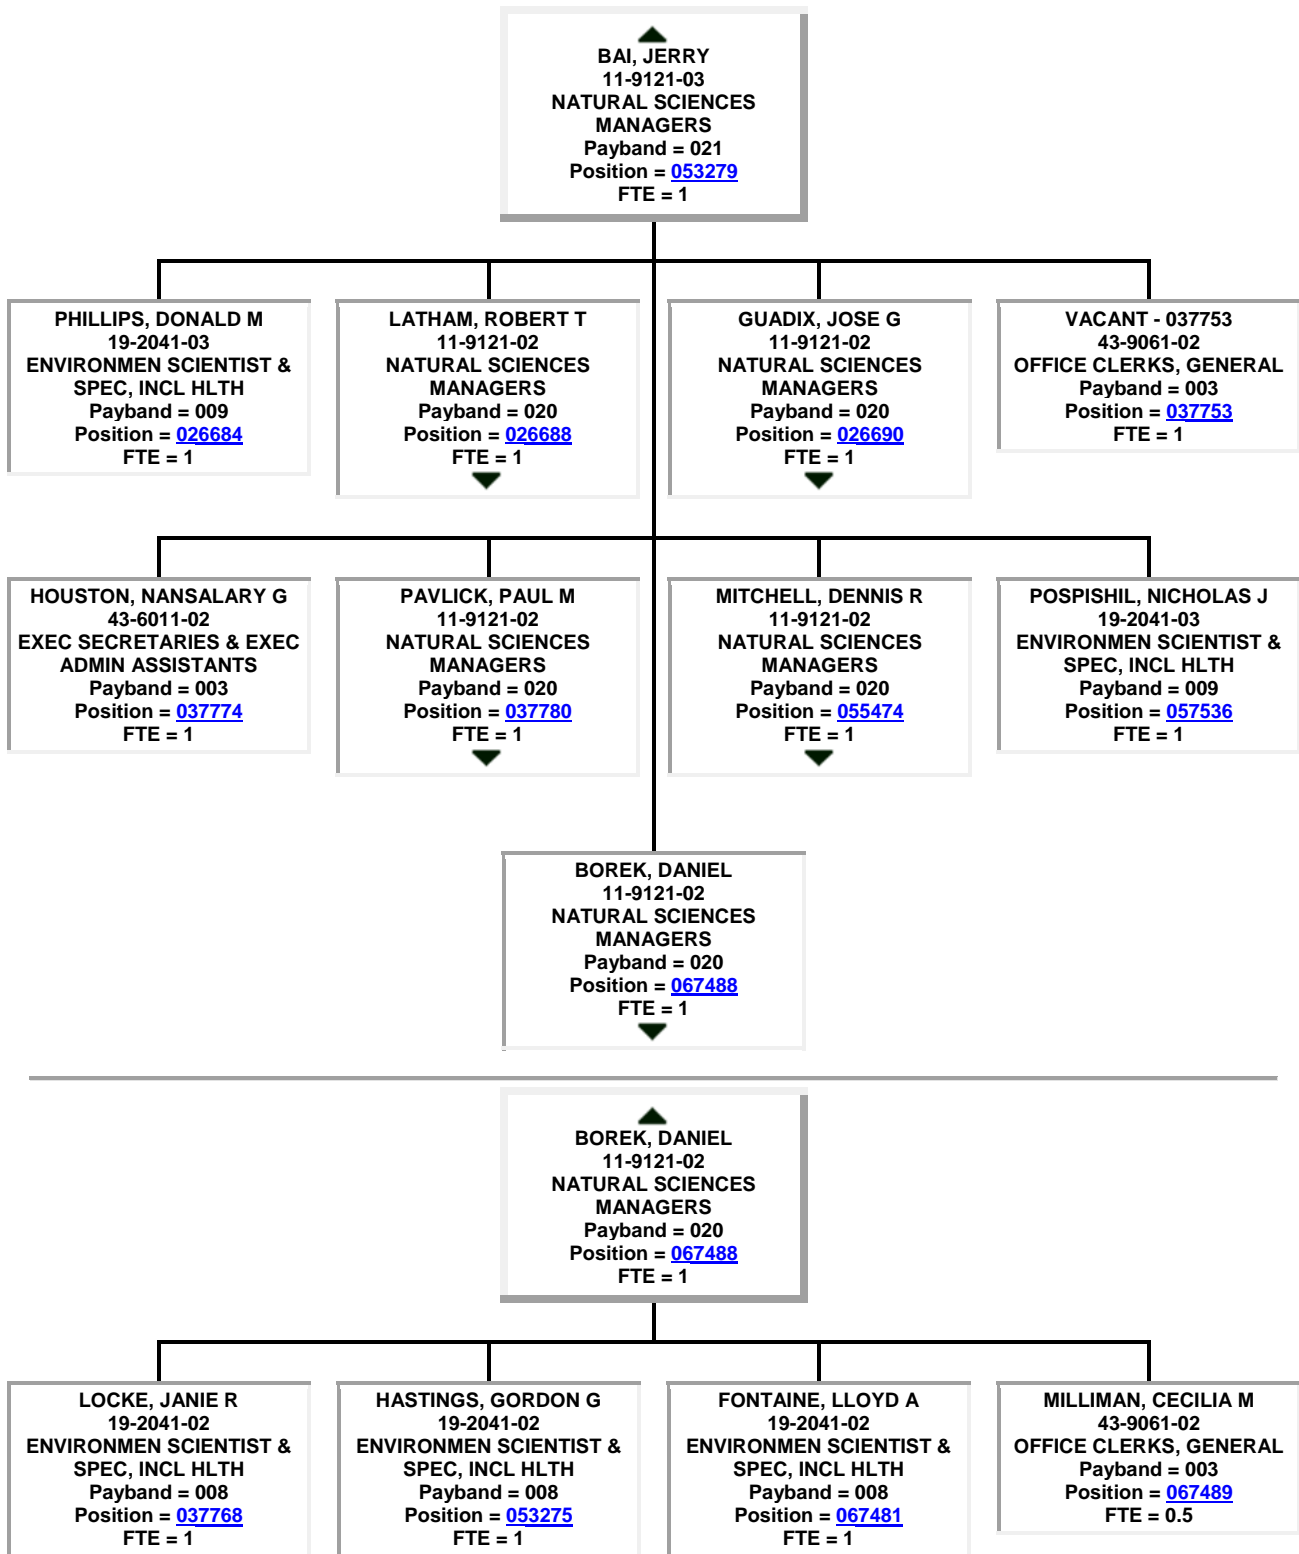 BAI, JERRY
11-9121-03
NATURAL SCIENCES
MANAGERS
Payband = 021
Position = 053279
FTE = 1
PHILLIPS, DONALD M
19-2041-03
ENVIRONMEN SCIENTIST &
SPEC, INCL HLTH
Payband = 009
Position = 026684
FTE = 1
LATHAM, ROBERT T
11-9121-02
NATURAL SCIENCES
MANAGERS
Payband = 020
Position = 026688
FTE = 1
GUADIX, JOSE G
11-9121-02
NATURAL SCIENCES
MANAGERS
Payband = 020
Position = 026690
FTE = 1
VACANT - 037753
43-9061-02
OFFICE CLERKS, GENERAL
Payband = 003
Position = 037753
FTE = 1
HOUSTON, NANSALARY G
43-6011-02
EXEC SECRETARIES & EXEC
ADMIN ASSISTANTS
Payband = 003
Position = 037774
FTE = 1
PAVLICK, PAUL M
11-9121-02
NATURAL SCIENCES
MANAGERS
Payband = 020
Position = 037780
FTE = 1
MITCHELL, DENNIS R
11-9121-02
NATURAL SCIENCES
MANAGERS
Payband = 020
Position = 055474
FTE = 1
POSPISHIL, NICHOLAS J
19-2041-03
ENVIRONMEN SCIENTIST &
SPEC, INCL HLTH
Payband = 009
Position = 057536
FTE = 1
BOREK, DANIEL
11-9121-02
NATURAL SCIENCES
MANAGERS
Payband = 020
Position = 067488
FTE = 1
BOREK, DANIEL
11-9121-02
NATURAL SCIENCES
MANAGERS
Payband = 020
Position = 067488
FTE = 1
LOCKE, JANIE R
19-2041-02
ENVIRONMEN SCIENTIST &
SPEC, INCL HLTH
Payband = 008
Position = 037768
FTE = 1
HASTINGS, GORDON G
19-2041-02
ENVIRONMEN SCIENTIST &
SPEC, INCL HLTH
Payband = 008
Position = 053275
FTE = 1
FONTAINE, LLOYD A
19-2041-02
ENVIRONMEN SCIENTIST &
SPEC, INCL HLTH
Payband = 008
Position = 067481
FTE = 1
MILLIMAN, CECILIA M
43-9061-02
OFFICE CLERKS, GENERAL
Payband = 003
Position = 067489
FTE = 0.5